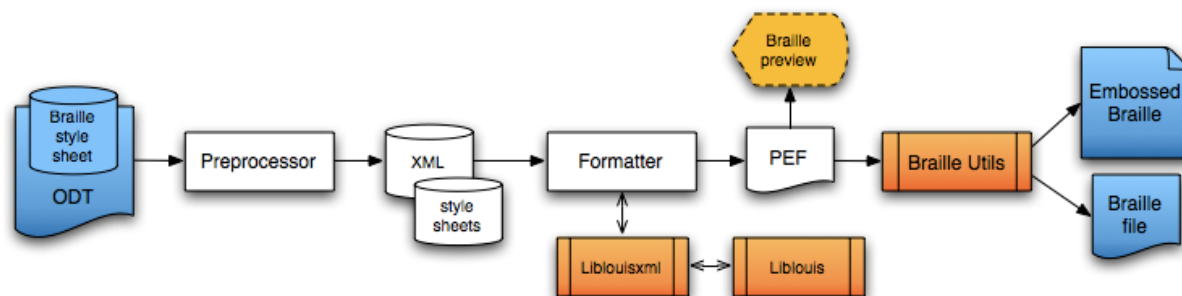 Braille
style
sheet
ODT
Preprocessor
XML
style
sheets
Formatter
Liblouisxml
Liblouis
Braille
preview
PEF
Braille Utils
Embossed
Braille
Braille
file